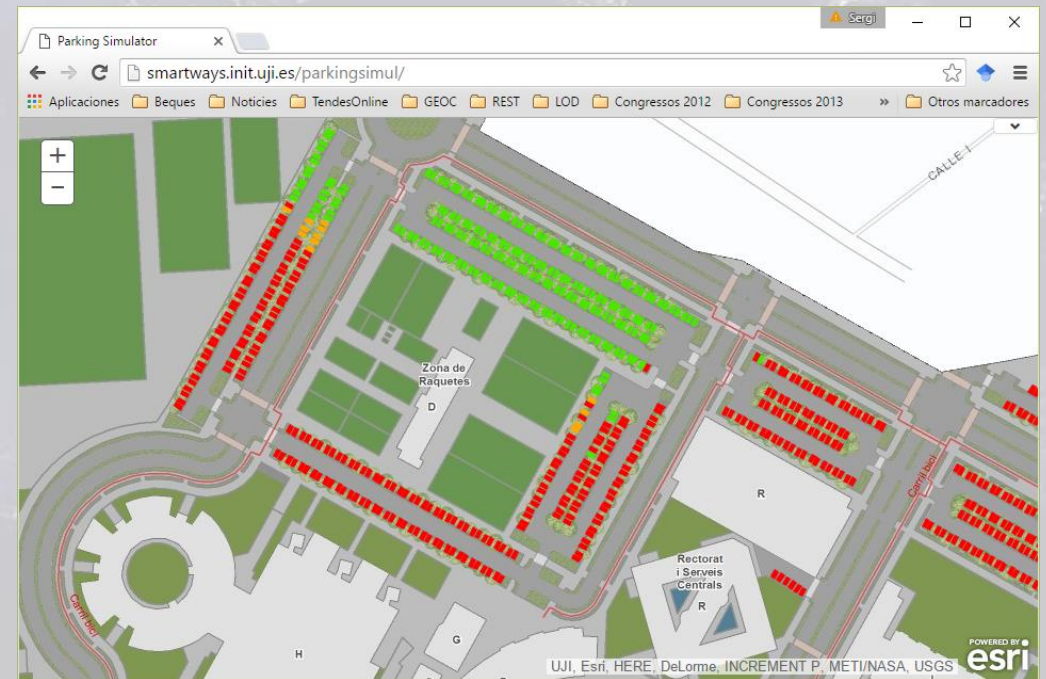 Sergi
Parking Simulator
smartways.init.uji.es/parkingsimul/
Aplicaciones Beques Noticies TendesOnline GEOC REST LOD Congressos 2012 Congressos 2013 » Otros marcadores
+
−
CALLE I
Zona de
Raquetes
D
R
Carril bici
Rectorat
i Serveis
Centrals
R
Carril bici
G
H
UJI, Esri, HERE, DeLorme, INCREMENT P, METI/NASA, USGS
POWERED BY
esri